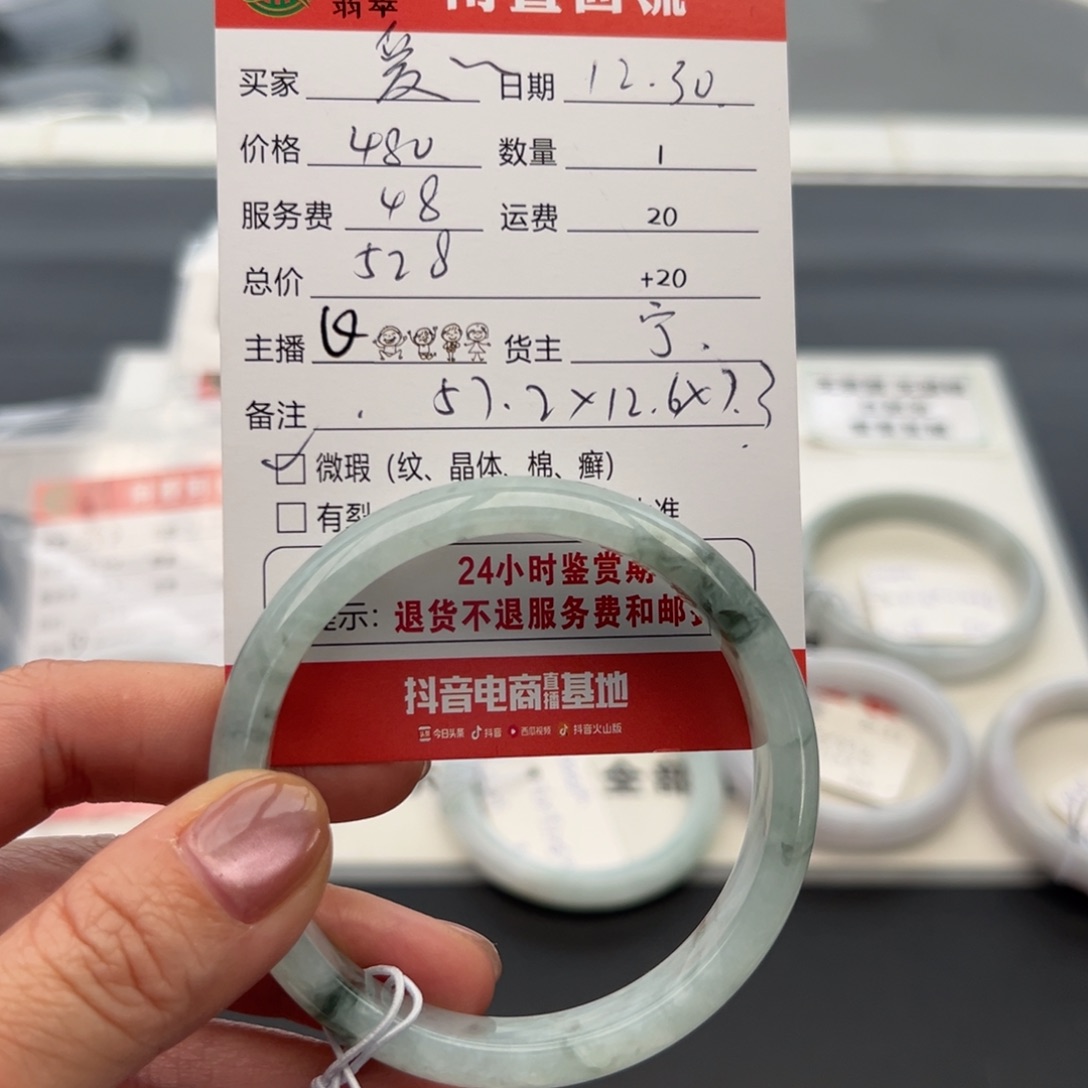 翡翠
买家 爱 日期 12.30
价格 480 数量 1
服务费 48 运费 20
总价 528 +20
主播 货主 宁.
备注 57.2×12.6×7.3
微瑕（纹、晶体、棉、癣）
有裂
24小时鉴赏期
示：退货不退服务费和邮
抖音电商直播基地
今日头条 抖音 西瓜视频 抖音火山版
全部